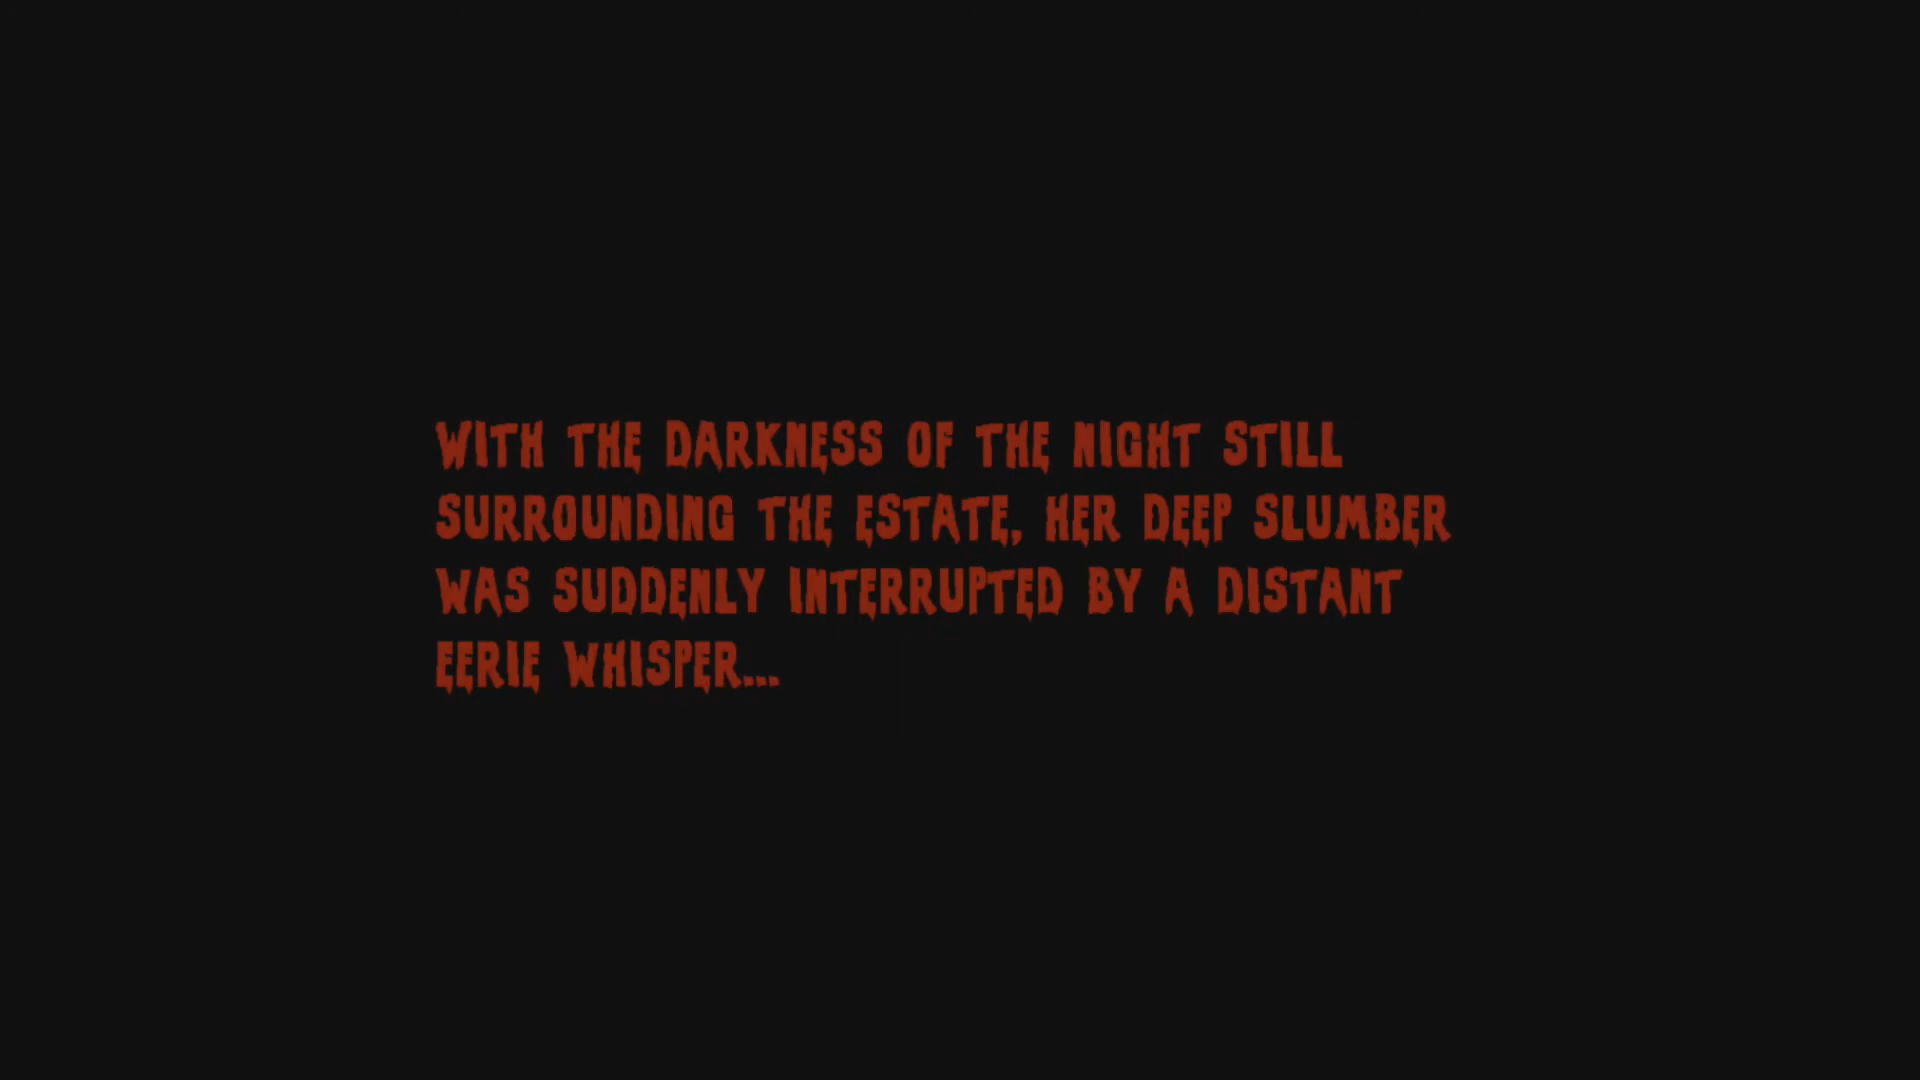 WITH THE DARKNESS OF THE NIGHT STILL
SURROUNDING THE ESTATE, HER DEEP SLUMBER
WAS SUDDENLY INTERRUPTED BY A DISTANT
EERIE WHISPER...